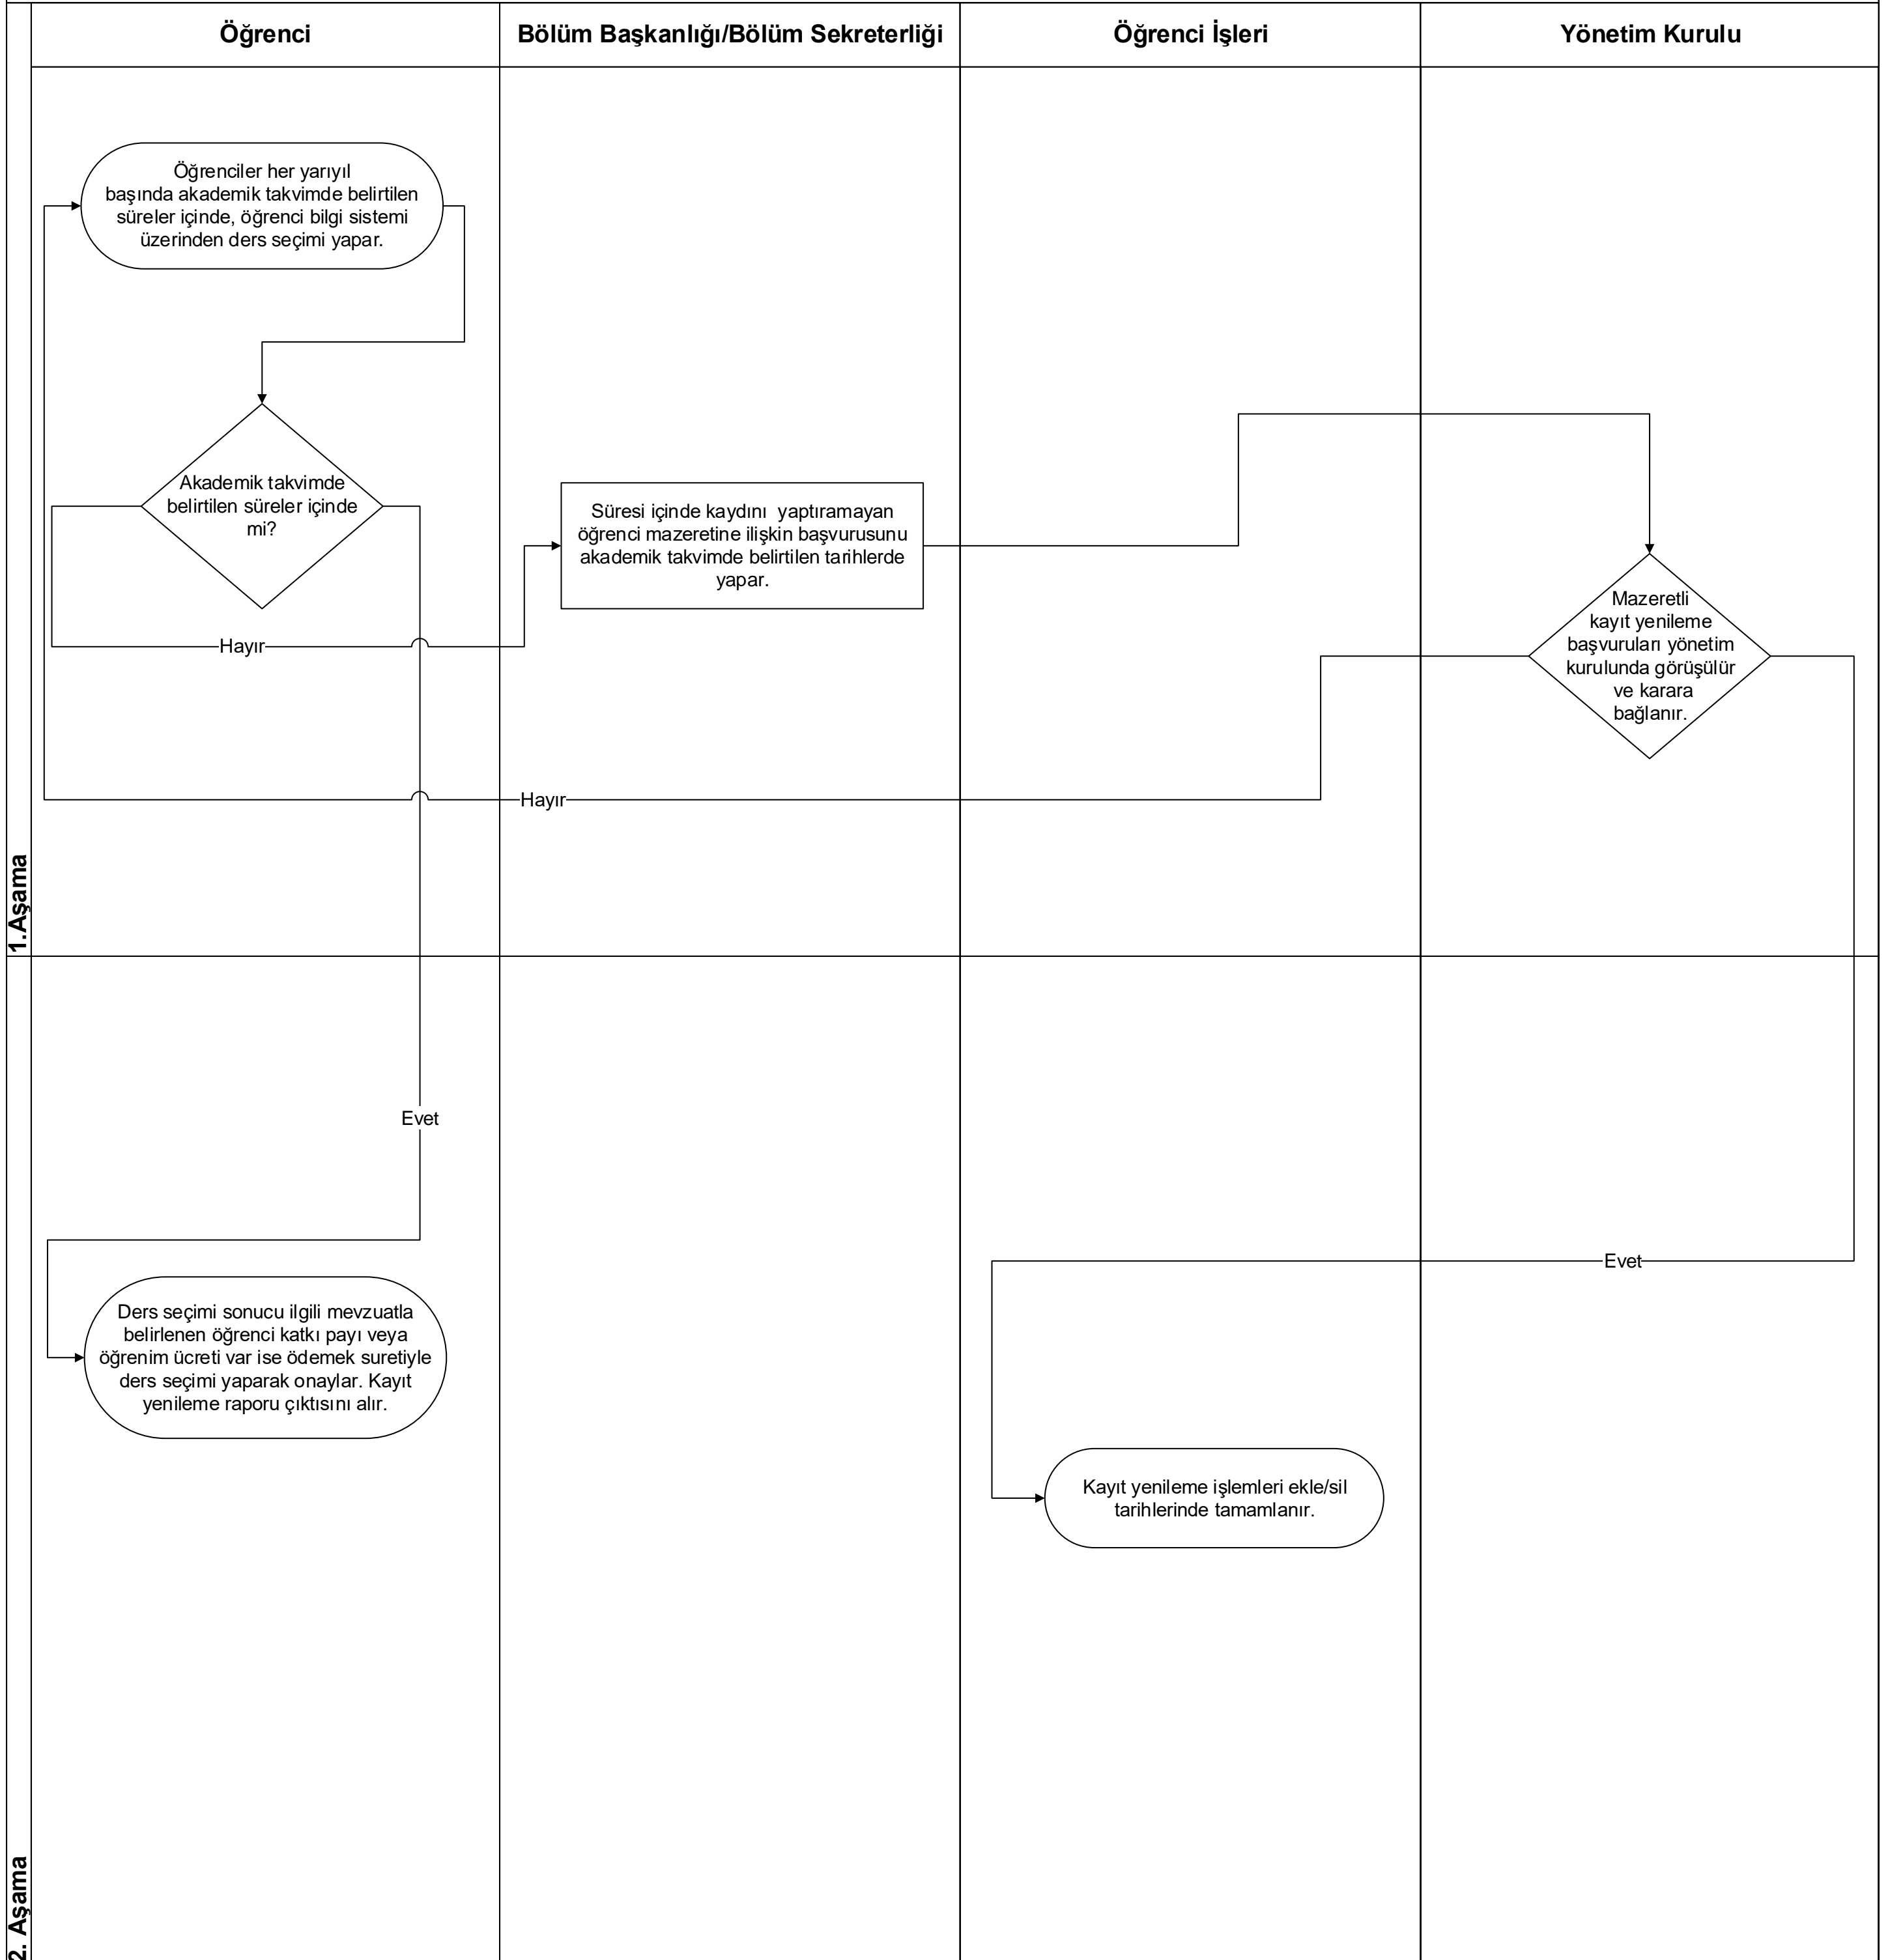 Öğrenci
Bölüm Başkanlığı/Bölüm Sekreterliği
Öğrenci İşleri
Yönetim Kurulu
1.Aşama
Öğrenciler her yarıyıl
başında akademik takvimde belirtilen
süreler içinde, öğrenci bilgi sistemi
üzerinden ders seçimi yapar.
Akademik takvimde
belirtilen süreler içinde
mi?
Hayır
Süresi içinde kaydını  yaptıramayan
öğrenci mazeretine ilişkin başvurusunu
akademik takvimde belirtilen tarihlerde
yapar.
Mazeretli
kayıt yenileme
başvuruları yönetim
kurulunda görüşülür
ve karara
bağlanır.
Hayır
2. Aşama
Evet
Evet
Ders seçimi sonucu ilgili mevzuatla
belirlenen öğrenci katkı payı veya
öğrenim ücreti var ise ödemek suretiyle
ders seçimi yaparak onaylar. Kayıt
yenileme raporu çıktısını alır.
Kayıt yenileme işlemleri ekle/sil
tarihlerinde tamamlanır.